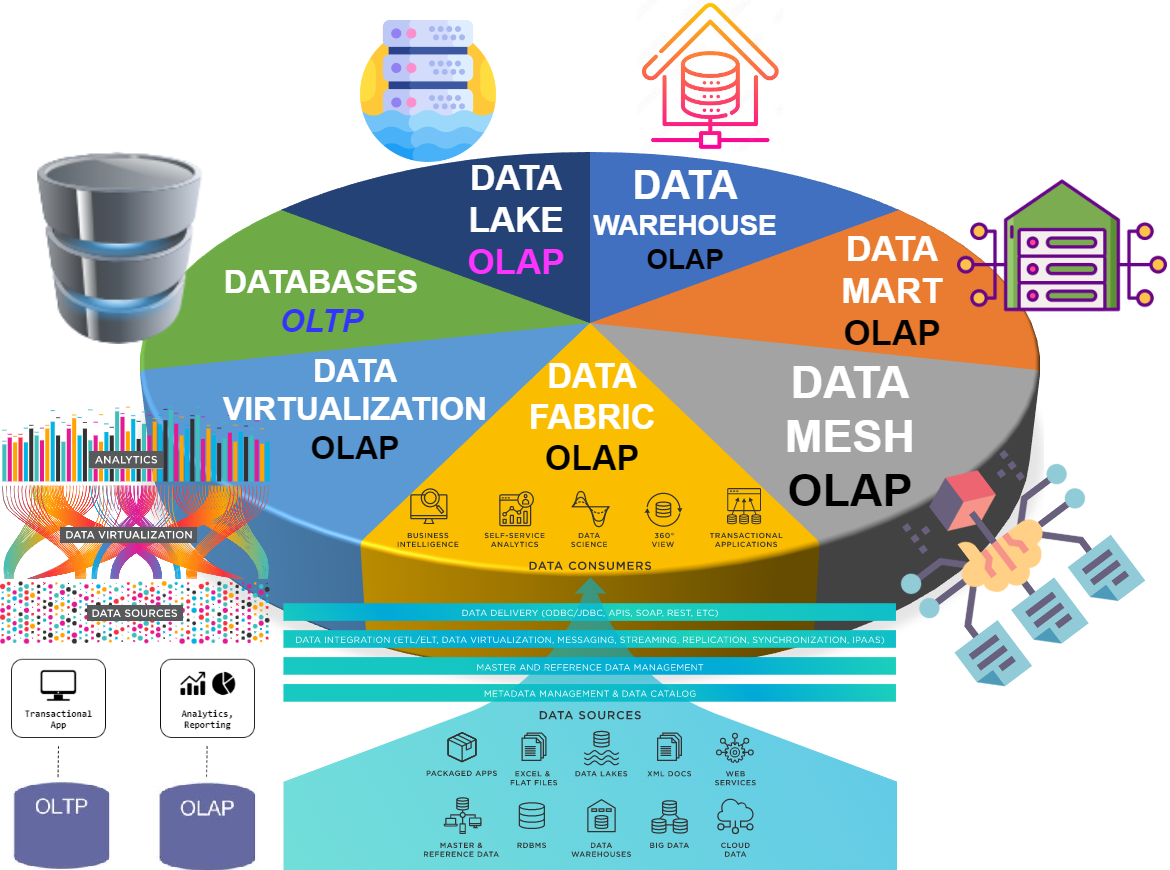 DATA
LAKE
OLAP
DATA
WAREHOUSE
OLAP
DATA
MART
OLAP
DATABASES
OLTP
DATA
VIRTUALIZATION
OLAP
DATA
FABRIC
OLAP
DATA
MESH
OLAP
ANALYTICS
DATA VIRTUALIZATION
DATA SOURCES
BUSINESS
INTELLIGENCE
SELF-SERVICE
ANALYTICS
DATA
SCIENCE
360°
VIEW
TRANSACTIONAL
APPLICATIONS
DATA CONSUMERS
DATA DELIVERY (ODBC/JDBC, APIS, SOAP, REST, ETC)
DATA INTEGRATION (ETL/ELT, DATA VIRTUALIZATION, MESSAGING, STREAMING, REPLICATION, SYNCHRONIZATION, IPAAS)
MASTER AND REFERENCE DATA MANAGEMENT
METADATA MANAGEMENT & DATA CATALOG
DATA SOURCES
PACKAGED APPS
EXCEL &
FLAT FILES
DATA LAKES
XML DOCS
WEB
SERVICES
MASTER &
REFERENCE DATA
RDBMS
DATA
WAREHOUSES
BIG DATA
CLOUD
DATA
Transactional
App
Analytics,
Reporting
OLTP
OLAP